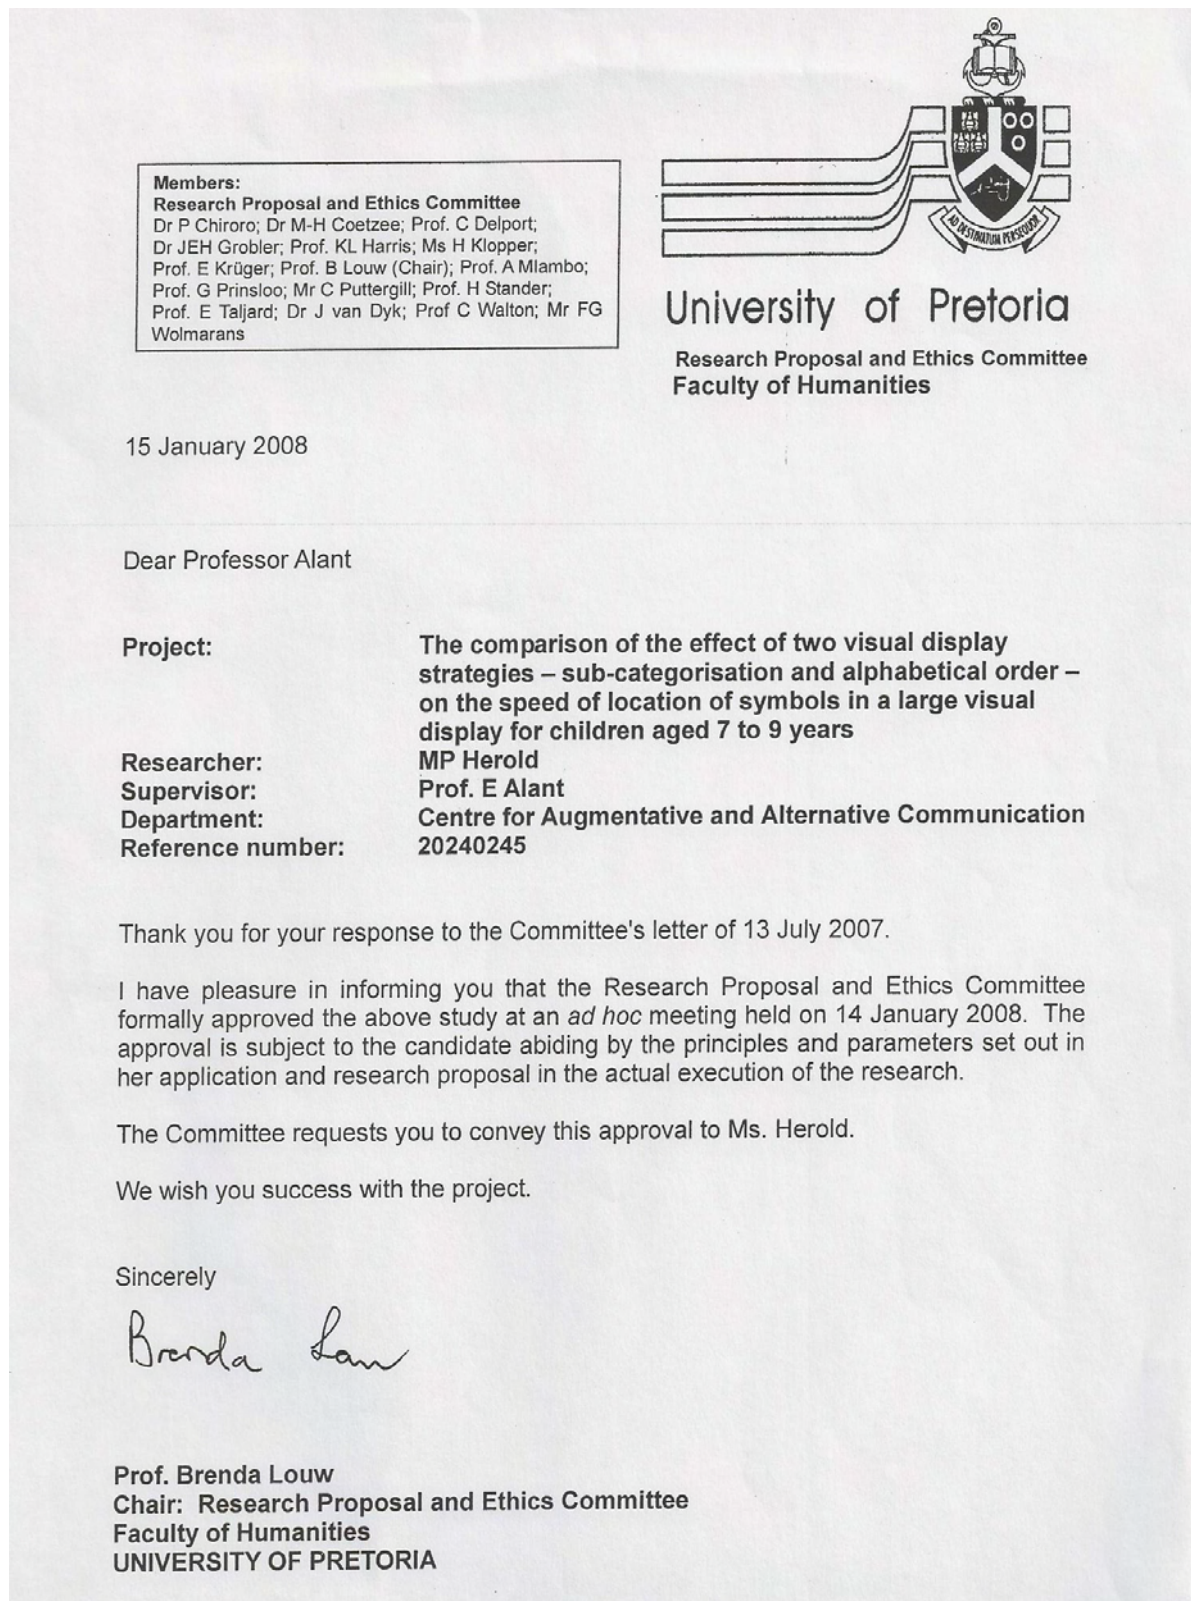 Members:
Research Proposal and Ethics Committee
Dr P Chiroro; Dr M-H Coetzee; Prof. C Delport;
Dr JEH Grobler; Prof. KL Harris; Ms H Klopper;
Prof. E Krüger; Prof. B Louw (Chair); Prof. A Mlambo;
Prof. G Prinsloo; Mr C Puttergill; Prof. H Stander;
Prof. E Taljard; Dr J van Dyk; Prof C Walton; Mr FG
Wolmarans
AD DESTINATUM PERSEQUOR
University of Pretoria
Research Proposal and Ethics Committee
Faculty of Humanities
15 January 2008
Dear Professor Alant
Project: The comparison of the effect of two visual display
strategies – sub-categorisation and alphabetical order –
on the speed of location of symbols in a large visual
display for children aged 7 to 9 years
Researcher: MP Herold
Supervisor: Prof. E Alant
Department: Centre for Augmentative and Alternative Communication
Reference number: 20240245
Thank you for your response to the Committee's letter of 13 July 2007.
I have pleasure in informing you that the Research Proposal and Ethics Committee
formally approved the above study at an ad hoc meeting held on 14 January 2008. The
approval is subject to the candidate abiding by the principles and parameters set out in
her application and research proposal in the actual execution of the research.
The Committee requests you to convey this approval to Ms. Herold.
We wish you success with the project.
Sincerely
Brenda Louw
Prof. Brenda Louw
Chair: Research Proposal and Ethics Committee
Faculty of Humanities
UNIVERSITY OF PRETORIA